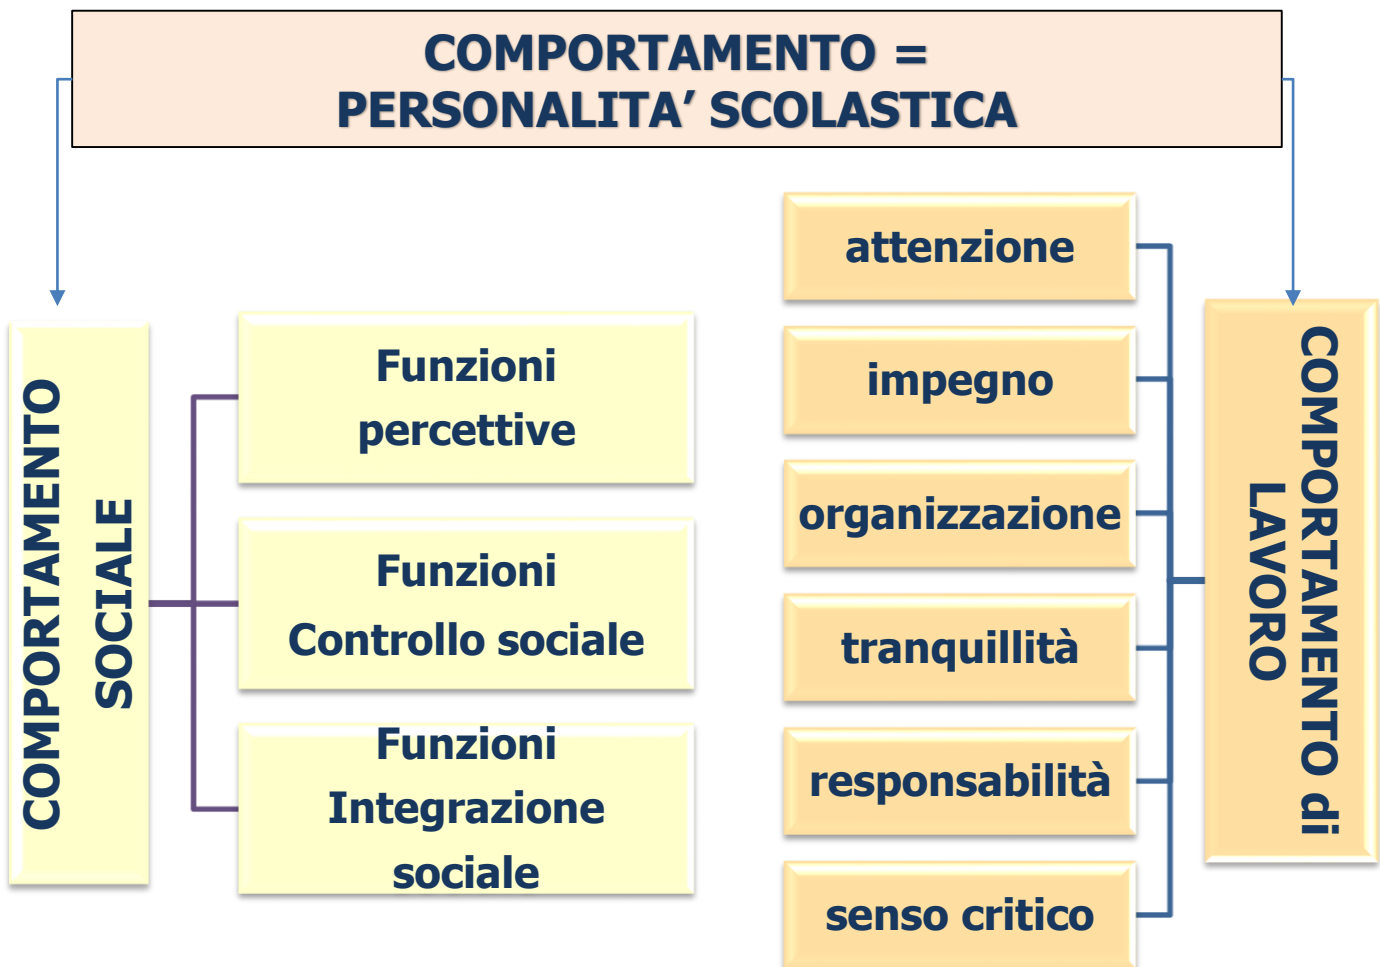 COMPORTAMENTO =
PERSONALITA’ SCOLASTICA
COMPORTAMENTO
SOCIALE
Funzioni
percettive
Funzioni
Controllo sociale
Funzioni
Integrazione
sociale
attenzione
impegno
organizzazione
tranquillità
responsabilità
senso critico
COMPORTAMENTO di
LAVORO